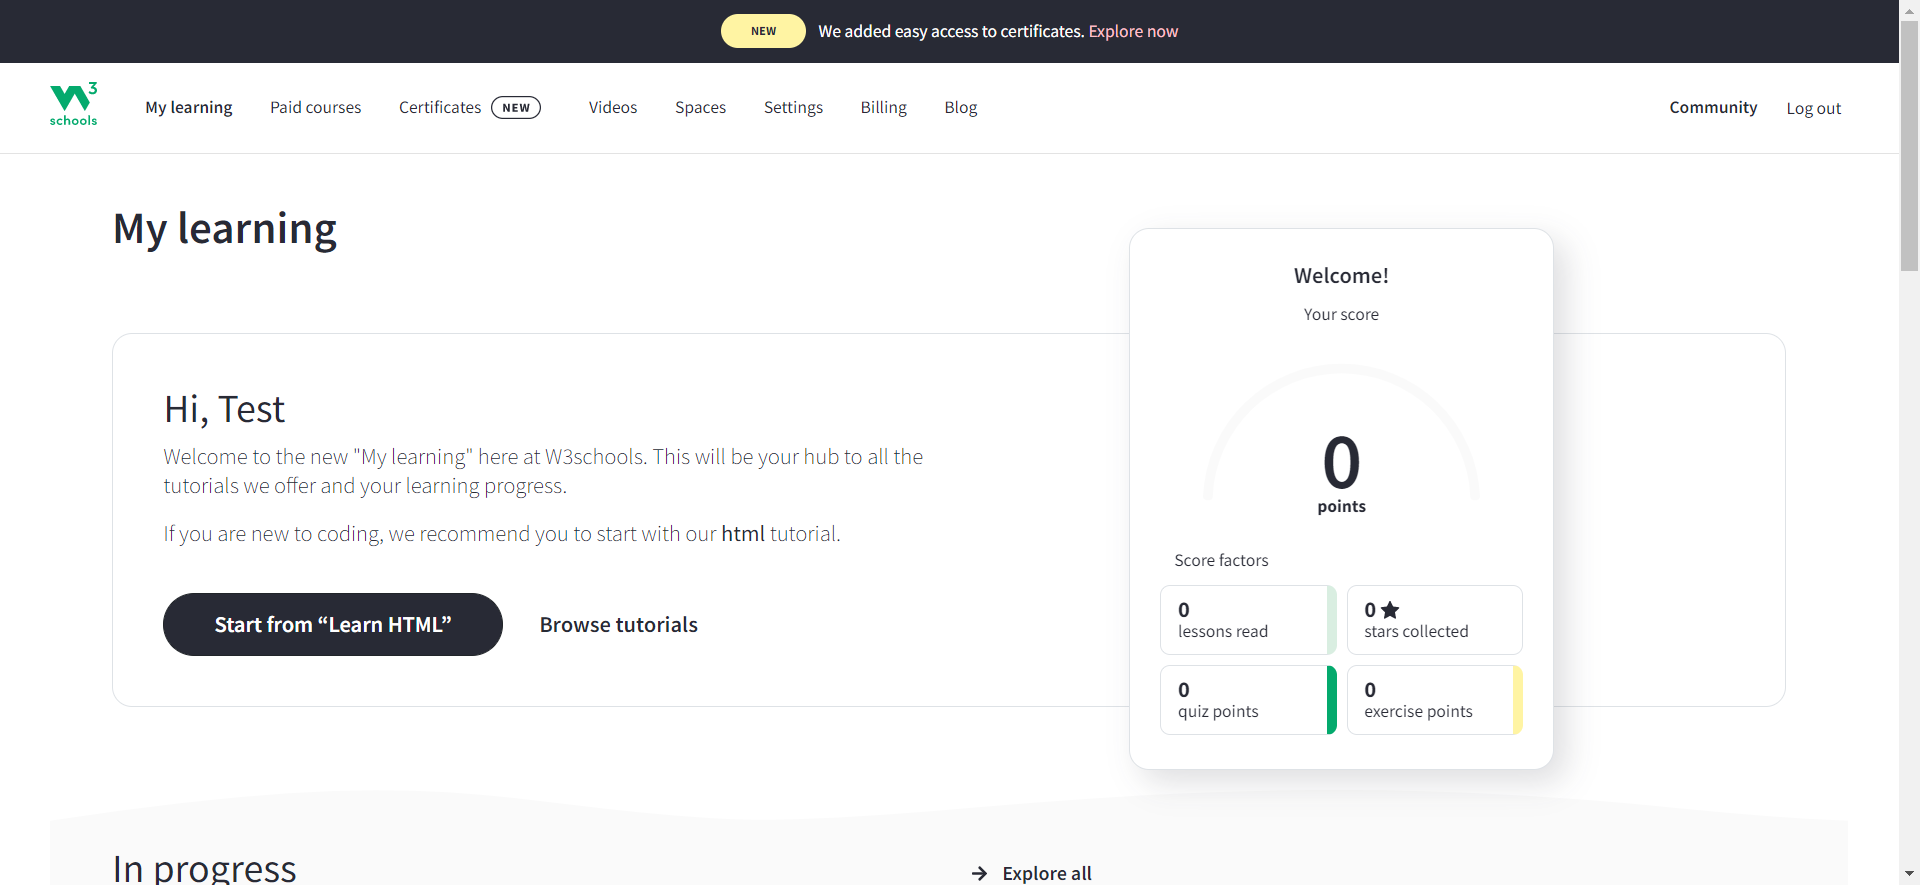 NEW We added easy access to certificates. Explore now
W3 schools
My learning Paid courses Certificates NEW Videos Spaces Settings Billing Blog Community Log out
My learning
Welcome!
Your score
0
points
Score factors
0
lessons read
0
stars collected
0
quiz points
0
exercise points
Hi, Test
Welcome to the new "My learning" here at W3schools. This will be your hub to all the
tutorials we offer and your learning progress.
If you are new to coding, we recommend you to start with our html tutorial.
Start from “Learn HTML” Browse tutorials
In progress
Explore all